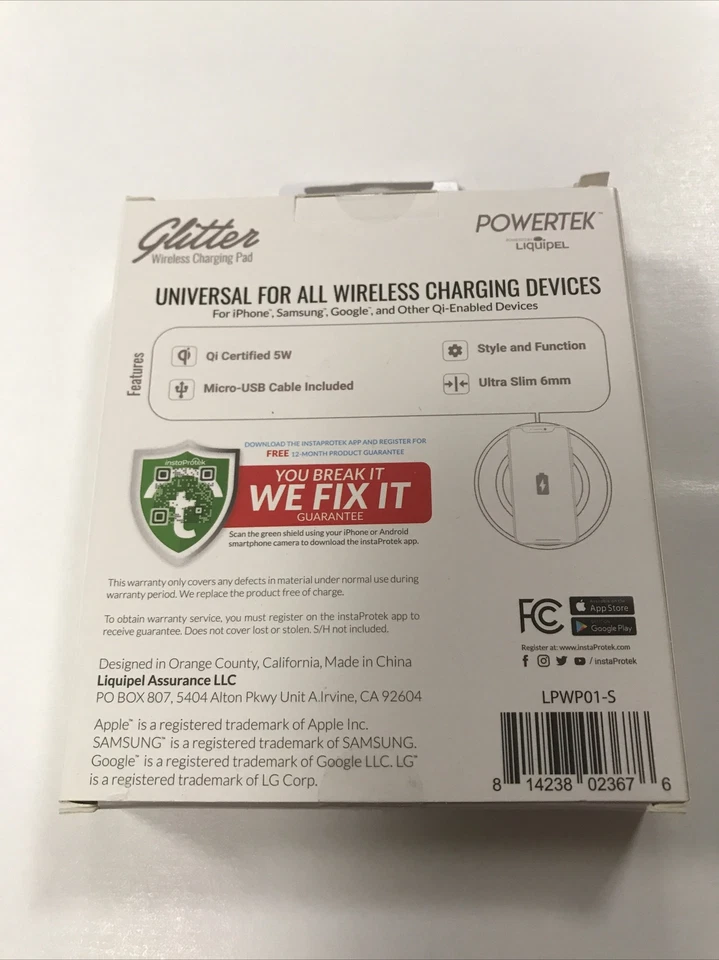 Glitter
Wireless Charging Pad
POWERTEK™
LIQUIPEL
UNIVERSAL FOR ALL WIRELESS CHARGING DEVICES
For iPhone™, Samsung™, Google™, and Other Qi-Enabled Devices
Features
Qi Certified 5W
Style and Function
Micro-USB Cable Included
Ultra Slim 6mm
DOWNLOAD THE INSTAPROTEK APP AND REGISTER FOR
FREE 12-MONTH PRODUCT GUARANTEE
instaProtek
t
YOU BREAK IT
WE FIX IT
GUARANTEE
Scan the green shield using your iPhone or Android
smartphone camera to download the instaProtek app.
This warranty only covers any defects in material under normal use during
warranty period. We replace the product free of charge.
To obtain warranty service, you must register on the instaProtek app to
receive guarantee. Does not cover lost or stolen. S/H not included.
FC
App Store
Google Play
Register at: www.instaProtek.com
/ instaProtek
Designed in Orange County, California, Made in China
Liquipel Assurance LLC
PO BOX 807, 5404 Alton Pkwy Unit A.Irvine, CA 92604
LPWP01-S
Apple™ is a registered trademark of Apple Inc.
SAMSUNG™ is a registered trademark of SAMSUNG.
Google™ is a registered trademark of Google LLC. LG™
is a registered trademark of LG Corp.
8 14238 02367 6